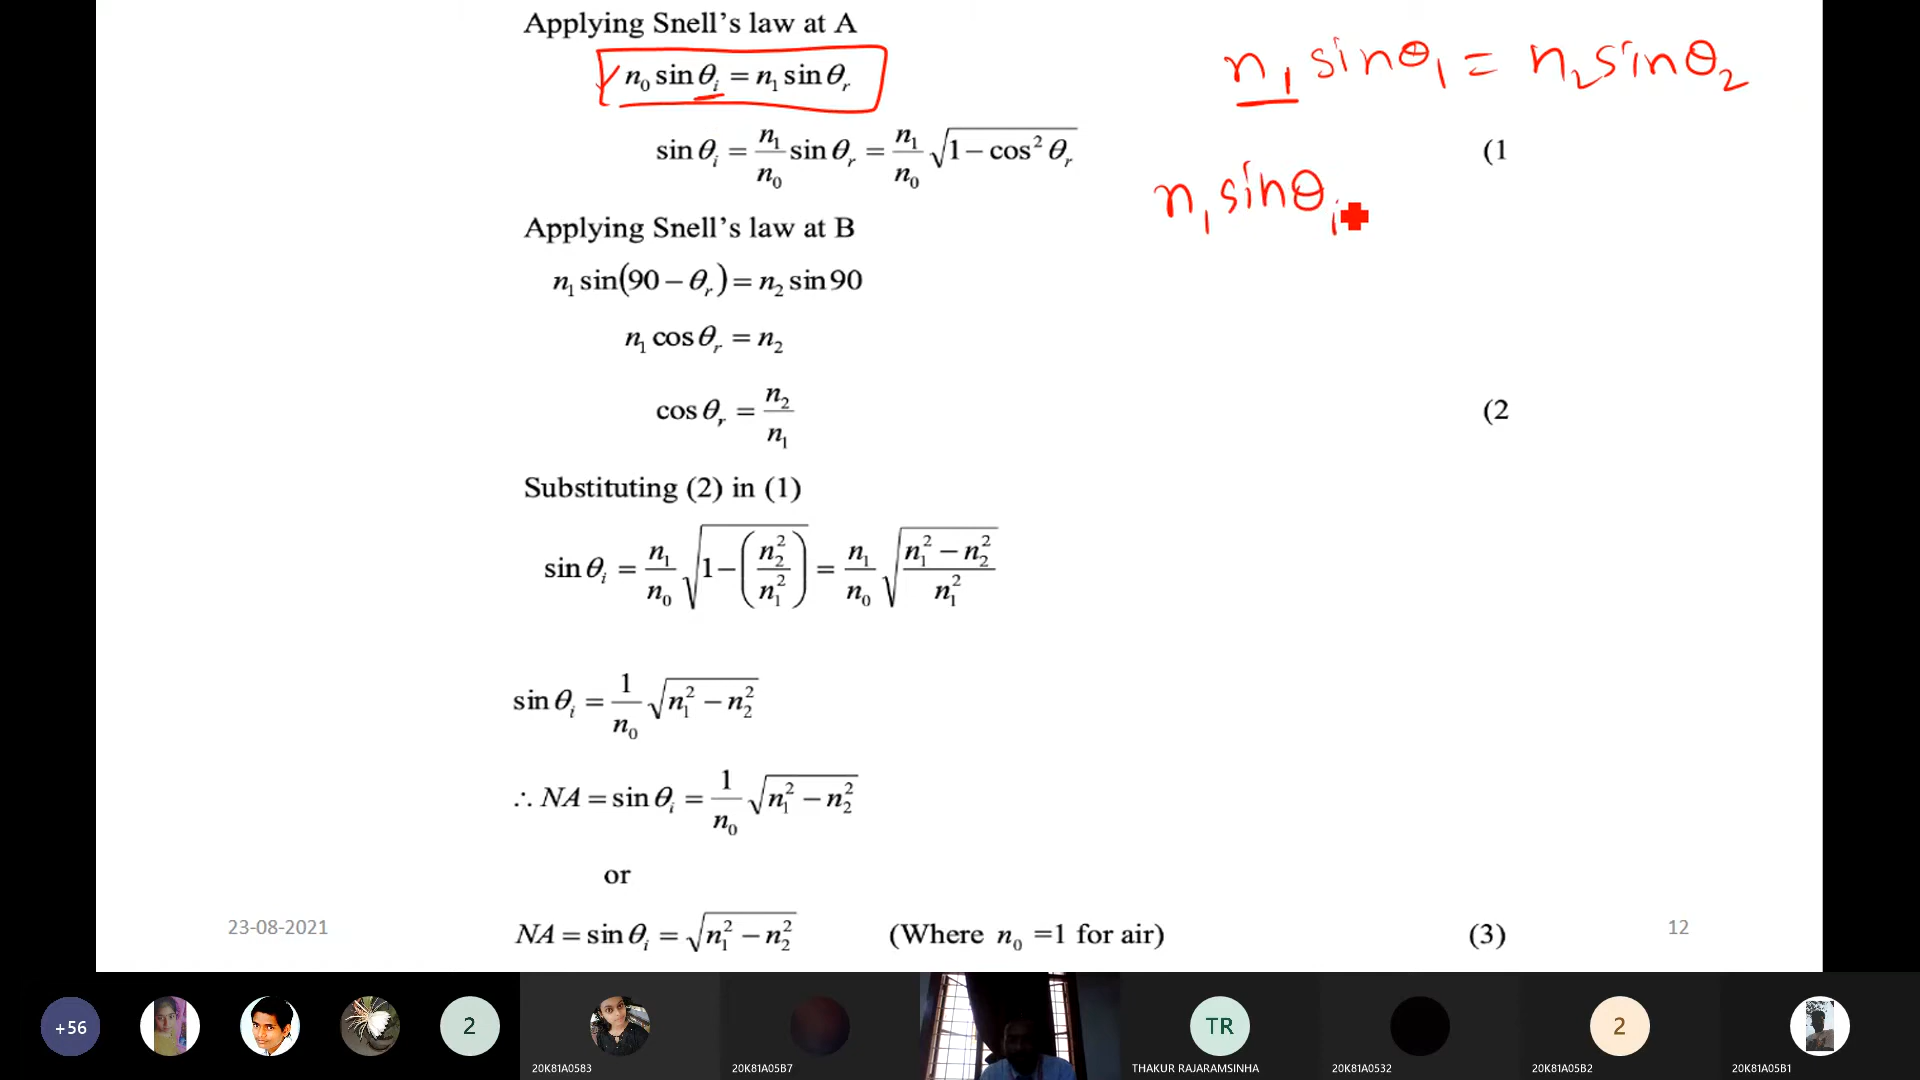 Applying Snell's law at A
n₀ sin θᵢ = n₁ sin θᵣ
n₁ sinθ₁ = n₂ sinθ₂
sin θᵢ = n₁/n₀ sin θᵣ = n₁/n₀ √(1 − cos² θᵣ) (1
n₁ sinθᵢ
Applying Snell's law at B
n₁ sin(90 − θᵣ) = n₂ sin 90
n₁ cos θᵣ = n₂
cos θᵣ = n₂/n₁ (2
Substituting (2) in (1)
sin θᵢ = n₁/n₀ √(1 − (n₂²/n₁²)) = n₁/n₀ √((n₁² − n₂²)/n₁²)
sin θᵢ = 1/n₀ √(n₁² − n₂²)
∴ NA = sin θᵢ = 1/n₀ √(n₁² − n₂²)
or
NA = sin θᵢ = √(n₁² − n₂²) (Where n₀ =1 for air) (3)
23-08-2021 12
+56 2 TR 2
20K81A0583 20K81A05B7 THAKUR RAJARAMSINHA 20K81A0532 20K81A05B2 20K81A05B1